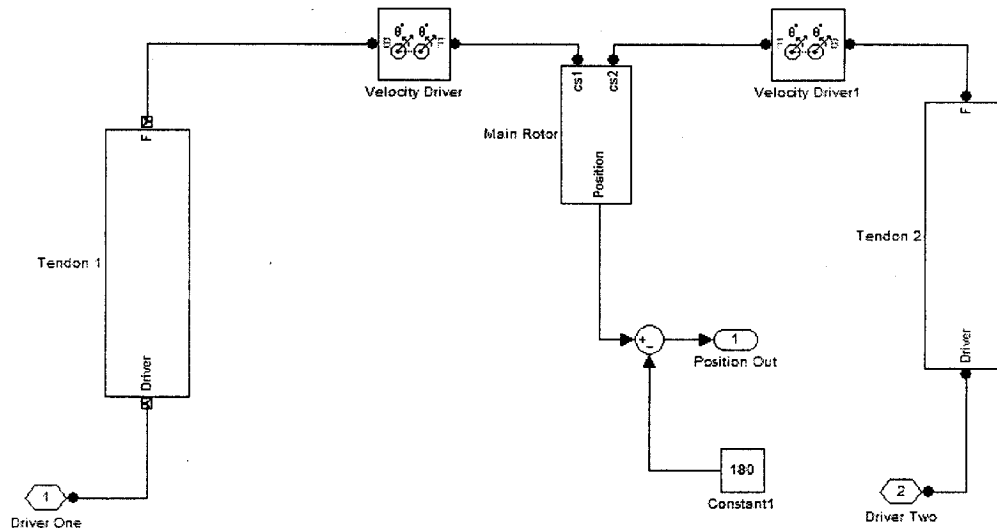 Velocity Driver
Velocity Driver1
cs1
cs2
Main Rotor
Position
F
F
Tendon 1
Tendon 2
Driver
Driver
1
Position Out
180
Constant1
1
Driver One
2
Driver Two